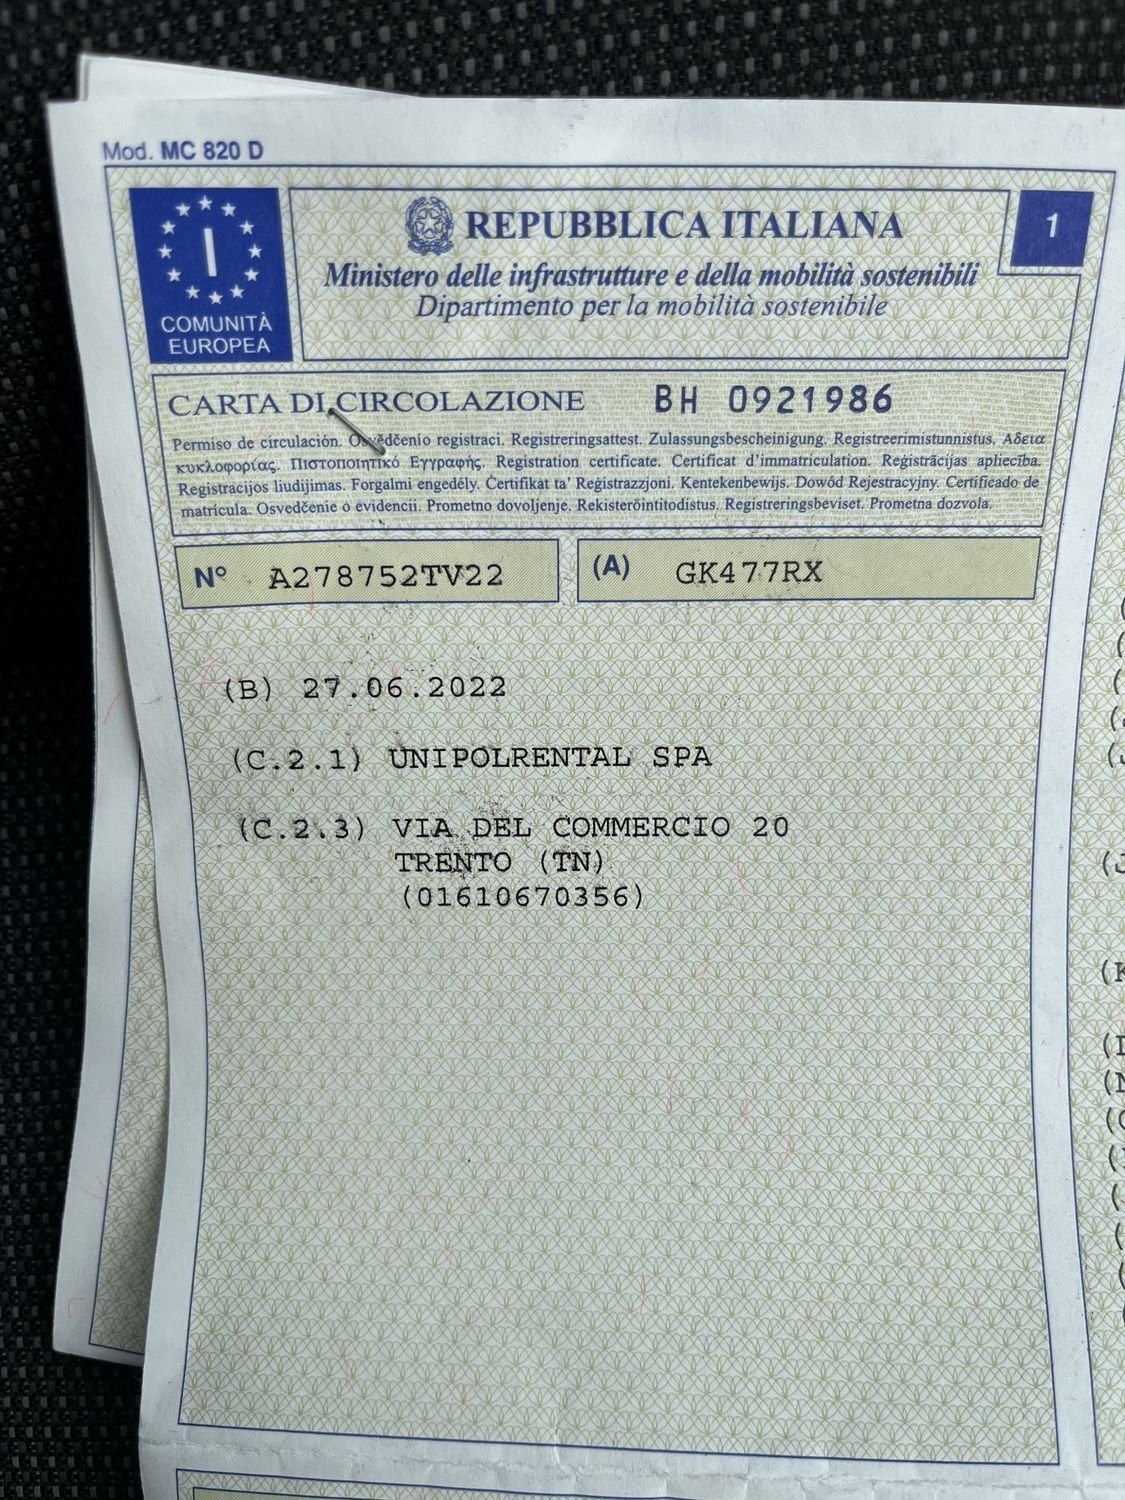 Mod. MC 820 D
I
COMUNITÀ
EUROPEA
REPUBBLICA ITALIANA
Ministero delle infrastrutture e della mobilità sostenibili
Dipartimento per la mobilità sostenibile
1
CARTA DI CIRCOLAZIONE BH 0921986
Permiso de circulación. Osvědčenio registraci. Registreringsattest. Zulassungsbescheinigung. Registreerimistunnistus. Αδεια
κυκλοφορίας. Πιστοποιητικό Εγγραφής. Registration certificate. Certificat d'immatriculation. Reģistrācijas apliecība.
Registracijos liudijimas. Forgalmi engedély. Certifikat ta' Reġistrazzjoni. Kentekenbewijs. Dowód Rejestracyjny. Certificado de
matrícula. Osvedčenie o evidencii. Prometno dovoljenje. Rekisteröintitodistus. Registreringsbeviset. Prometna dozvola.
N° A278752TV22
(A) GK477RX
(B) 27.06.2022
(C.2.1) UNIPOLRENTAL SPA
(C.2.3) VIA DEL COMMERCIO 20
TRENTO (TN)
(01610670356)